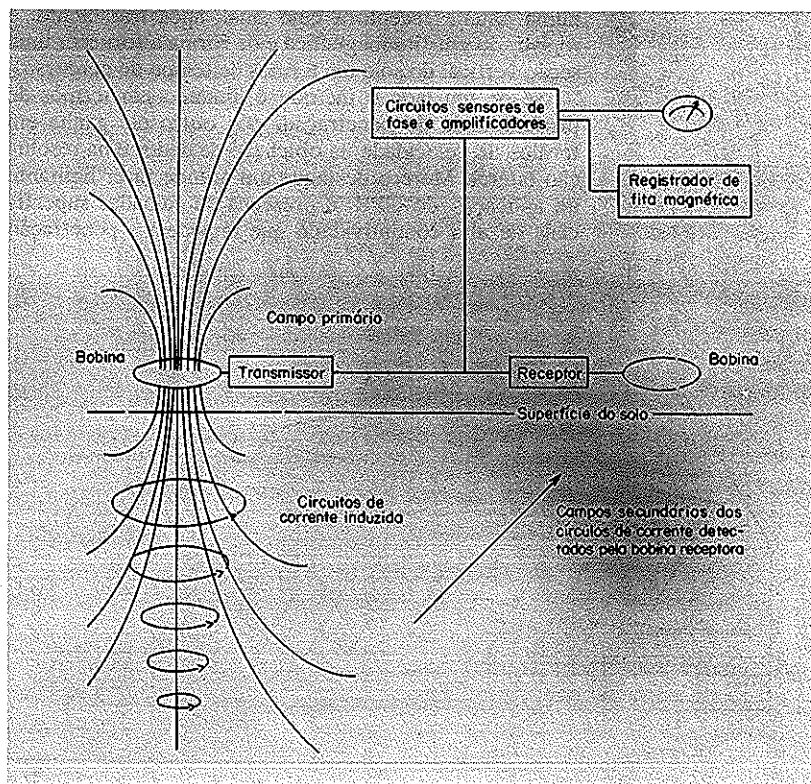 Circuitos sensores de
fase e amplificadores
Registrador de
fita magnética
Campo primário
Bobina
Transmissor
Receptor
Bobina
Superfície do solo
Circuitos de
corrente induzida
Campos secundários dos
círculos de corrente detec-
tados pela bobina receptora